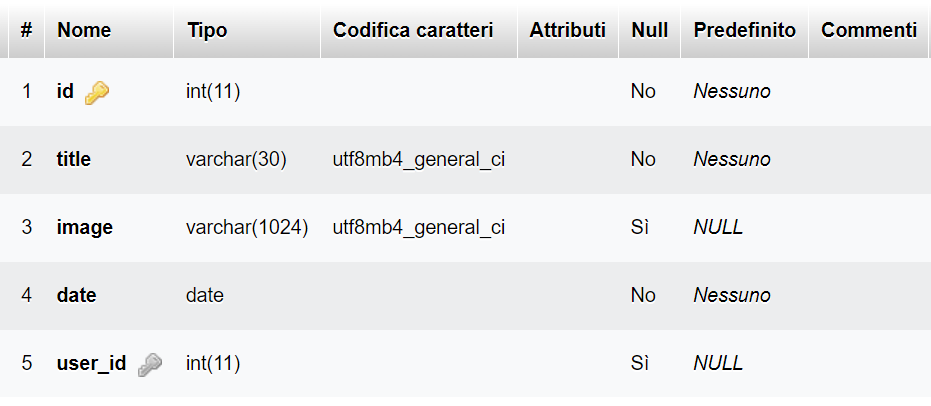 # Nome Tipo Codifica caratteri Attributi Null Predefinito Commenti
1 id int(11) No Nessuno
2 title varchar(30) utf8mb4_general_ci No Nessuno
3 image varchar(1024) utf8mb4_general_ci Sì NULL
4 date date No Nessuno
5 user_id int(11) Sì NULL